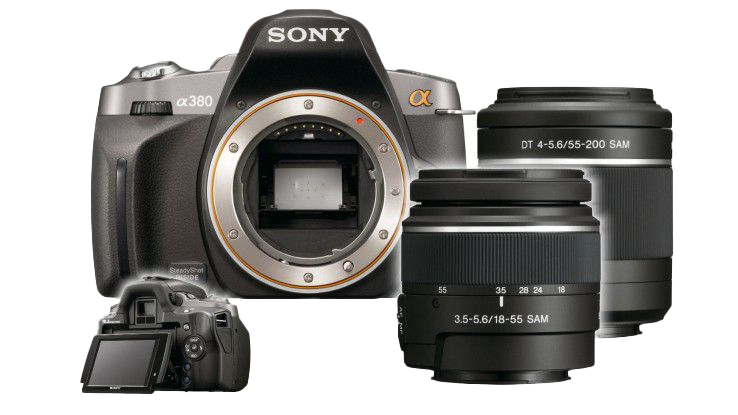 SONY
α380
α
DT 4-5.6/55-200 SAM
SteadyShot
INSIDE
55 35 28 24 18
3.5-5.6/18-55 SAM
SONY